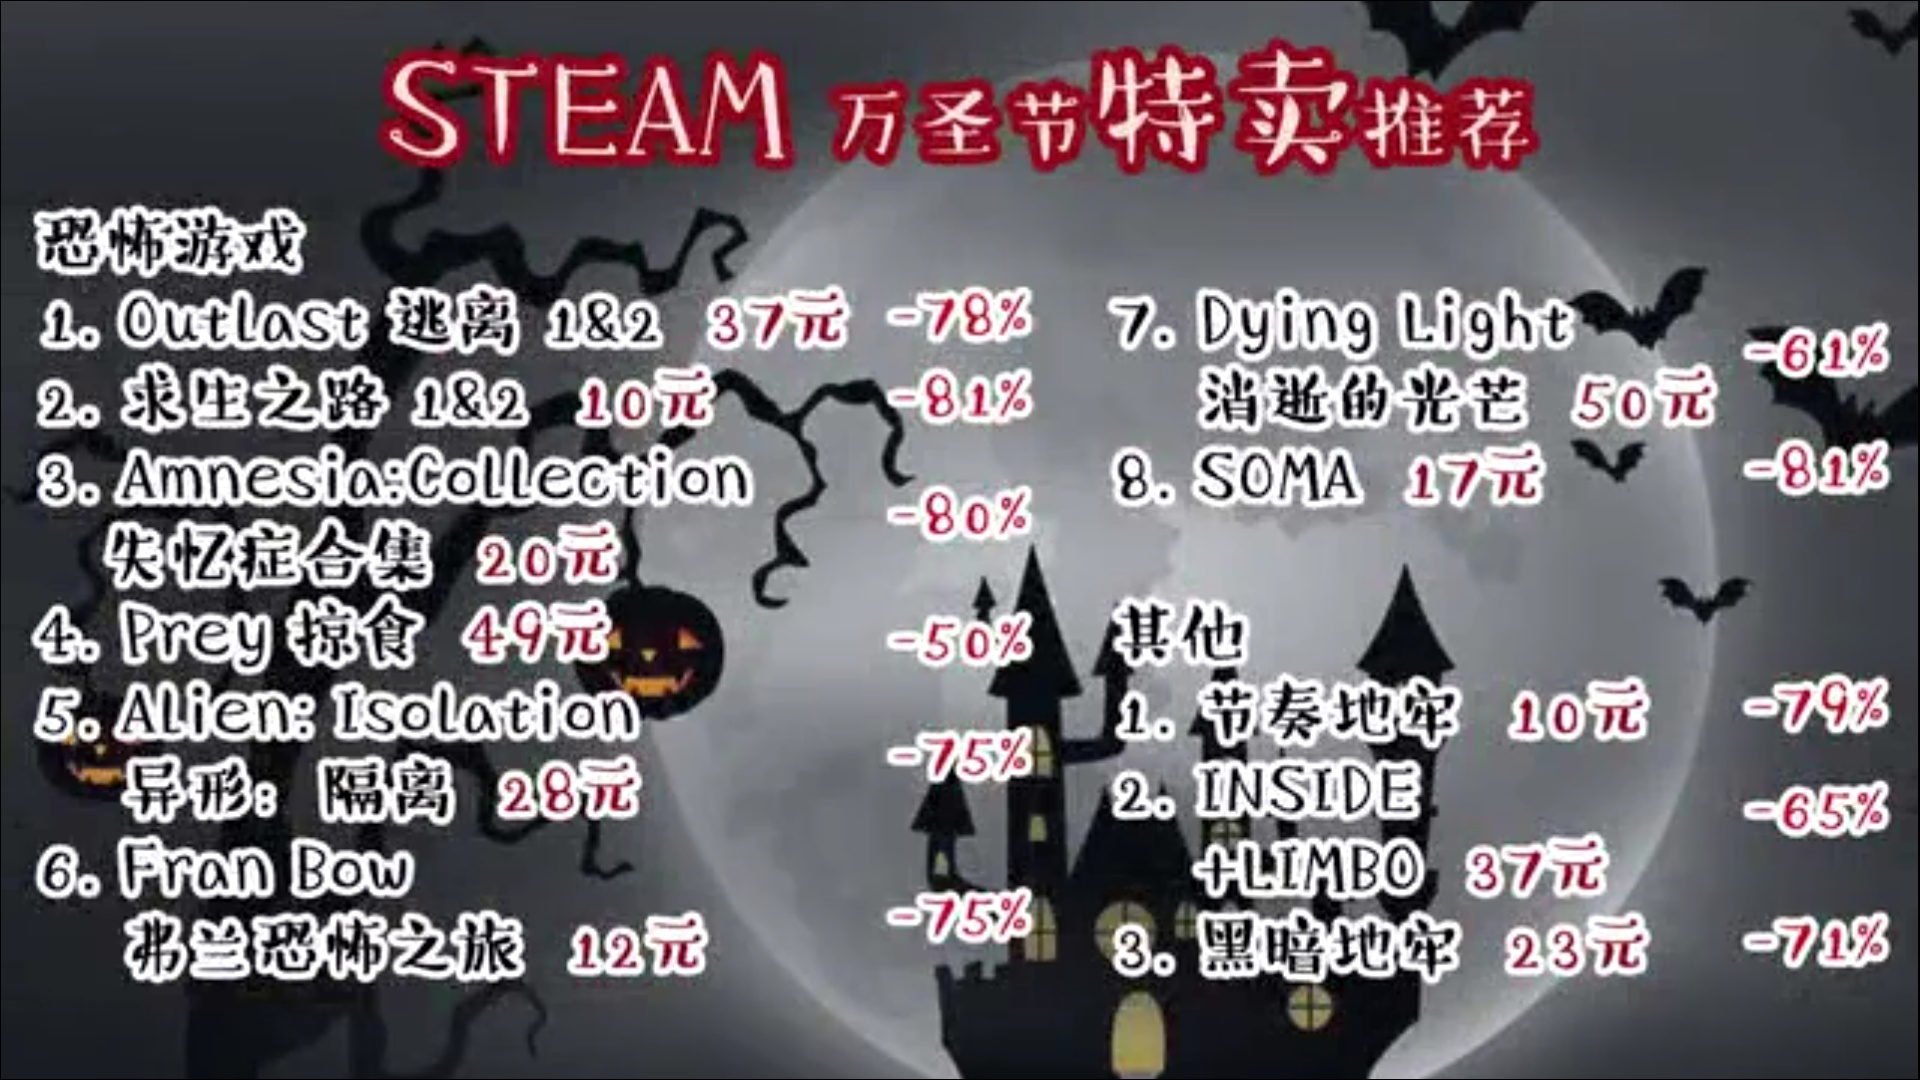 STEAM 万圣节特卖推荐
恐怖游戏
1. Outlast 逃离 1&2 37元 -78%
2. 求生之路 1&2 10元 -81%
3. Amnesia:Collection
失忆症合集 20元 -80%
4. Prey 掠食 49元 -50%
5. Alien: Isolation
异形: 隔离 28元 -75%
6. Fran Bow
弗兰恐怖之旅 12元 -75%
7. Dying Light
消逝的光芒 50元 -61%
8. SOMA 17元 -81%
其他
1. 节奏地牢 10元 -79%
2. INSIDE
+LIMBO 37元 -65%
3. 黑暗地牢 23元 -71%